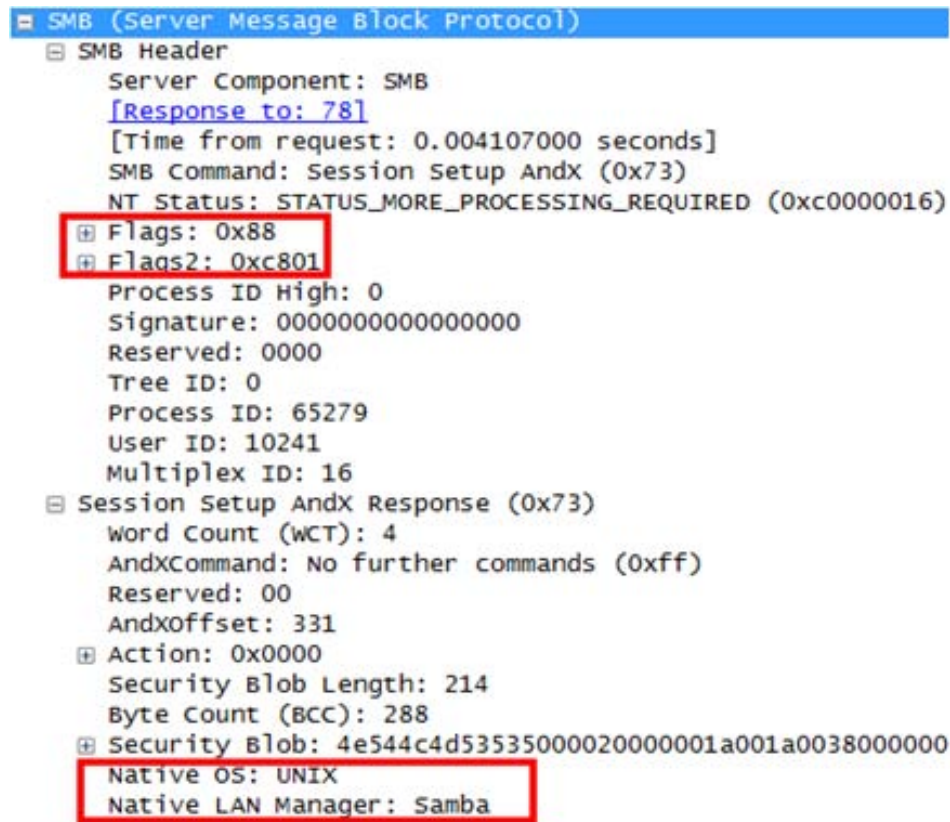 SMB (Server Message Block Protocol)
SMB Header
Server Component: SMB
[Response to: 78]
[Time from request: 0.004107000 seconds]
SMB Command: Session Setup AndX (0x73)
NT Status: STATUS_MORE_PROCESSING_REQUIRED (0xc0000016)
Flags: 0x88
Flags2: 0xc801
Process ID High: 0
Signature: 0000000000000000
Reserved: 0000
Tree ID: 0
Process ID: 65279
User ID: 10241
Multiplex ID: 16
Session Setup AndX Response (0x73)
Word Count (WCT): 4
AndXCommand: No further commands (0xff)
Reserved: 00
AndXOffset: 331
Action: 0x0000
Security Blob Length: 214
Byte Count (BCC): 288
Security Blob: 4e544c4d53535000020000001a001a0038000000
Native OS: UNIX
Native LAN Manager: Samba